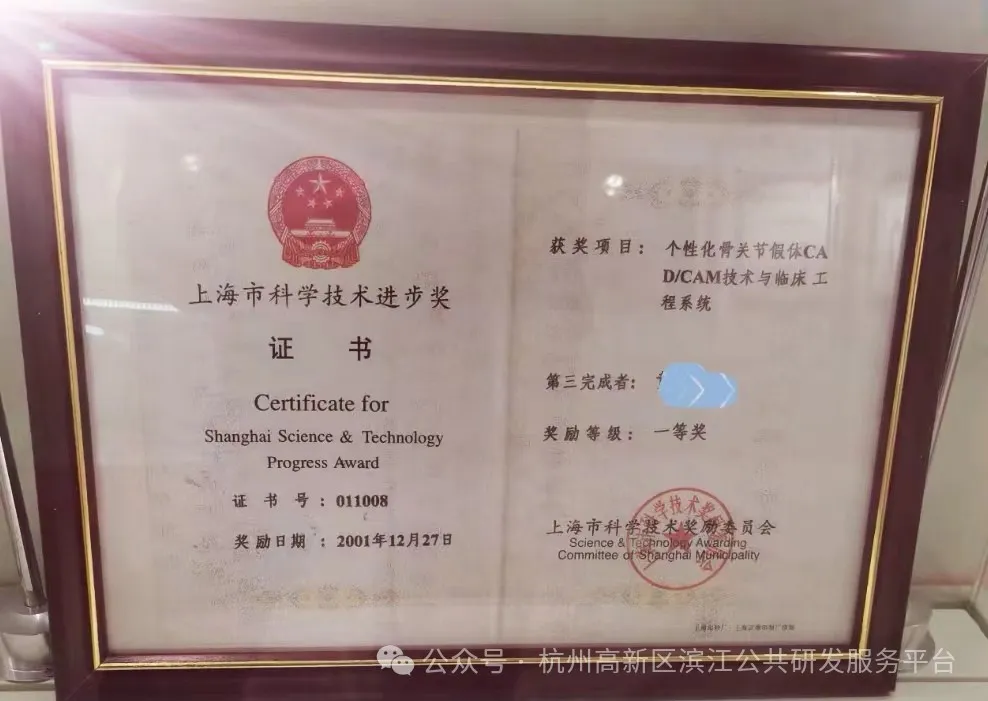 上海市科学技术进步奖
证 书
Certificate for
Shanghai Science & Technology
Progress Award
证 书 号 : 011008
奖励日期 : 2001年12月27日
获奖项目: 个性化骨关节假体CA
D/CAM技术与临床工
程系统
第三完成者:
奖励等级: 一等奖
上海市科学技术奖励委员会
Science & Technology Awarding
Committee of Shanghai Municipality
公众号 · 杭州高新区滨江公共研发服务平台